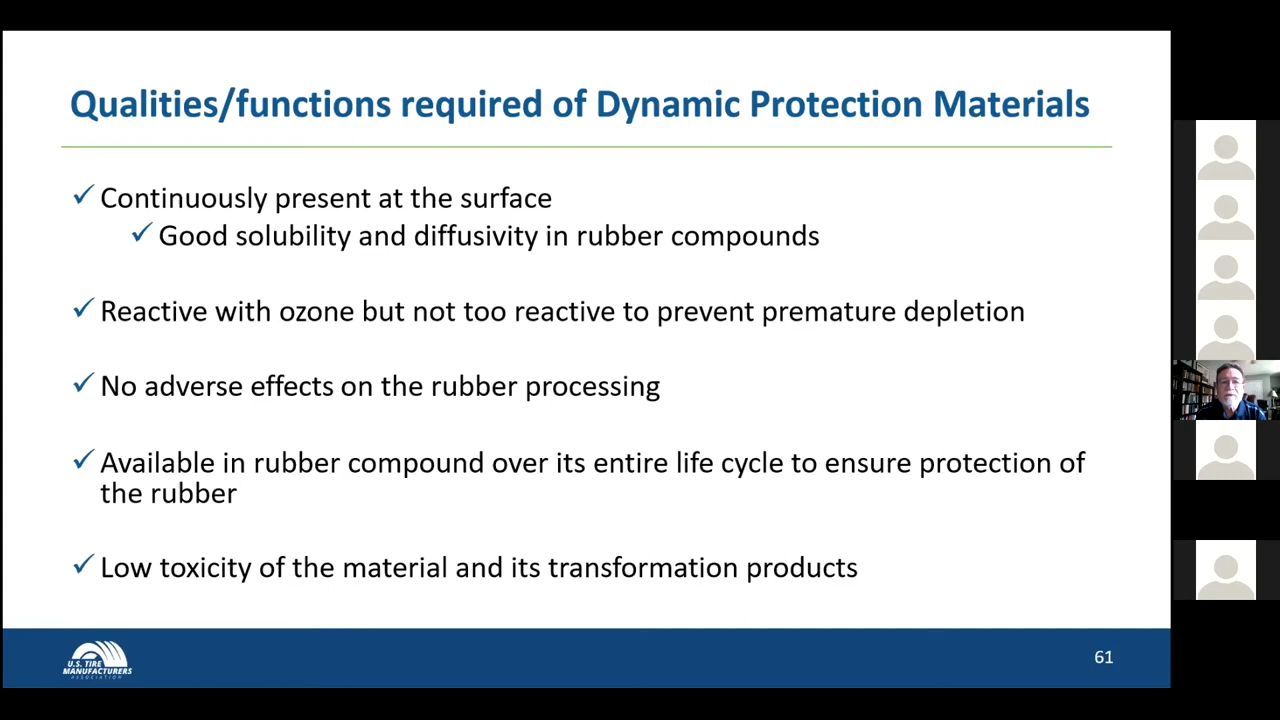 Qualities/functions required of Dynamic Protection Materials
✓ Continuously present at the surface
✓ Good solubility and diffusivity in rubber compounds
✓ Reactive with ozone but not too reactive to prevent premature depletion
✓ No adverse effects on the rubber processing
✓ Available in rubber compound over its entire life cycle to ensure protection of
the rubber
✓ Low toxicity of the material and its transformation products
U.S. TIRE
MANUFACTURERS
ASSOCIATION
61